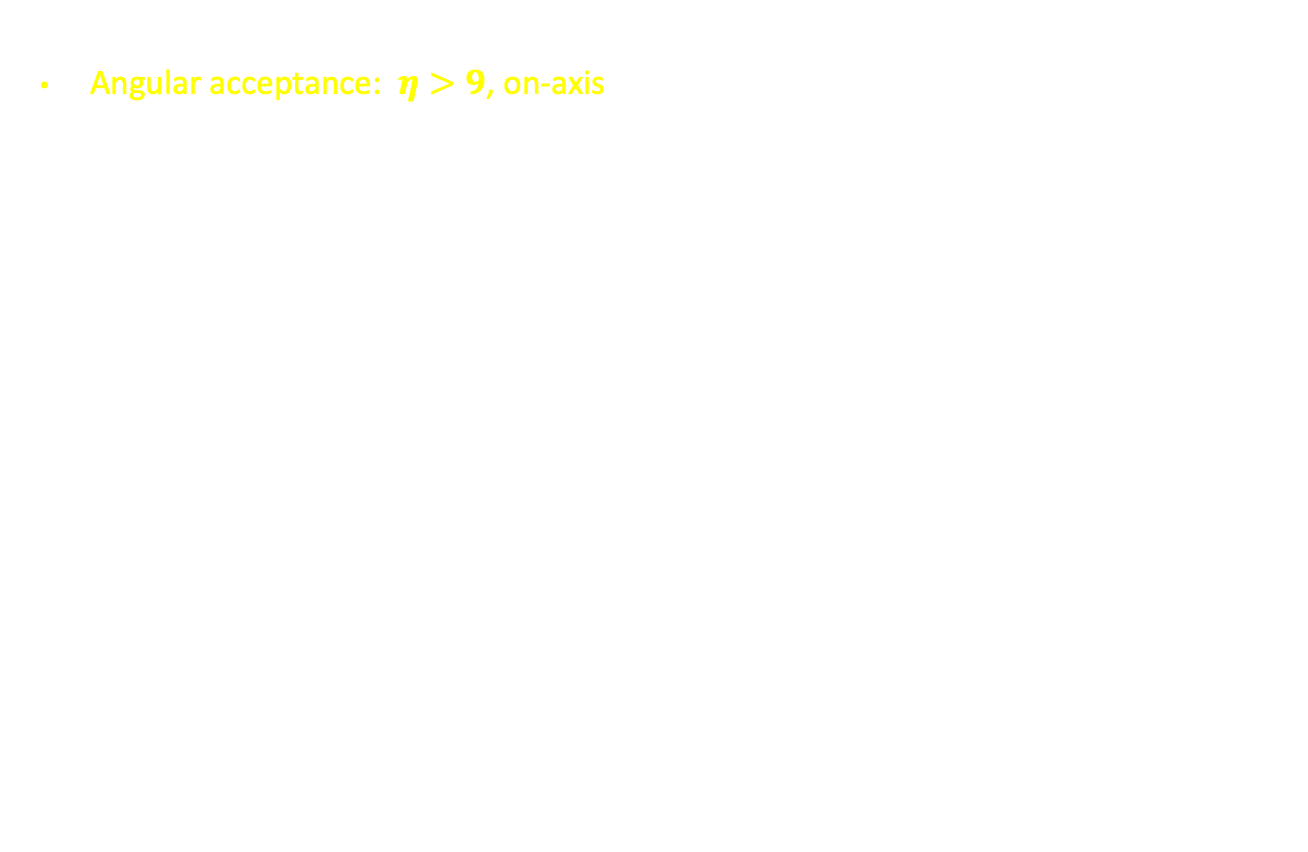 • Angular acceptance: η > 9, on-axis